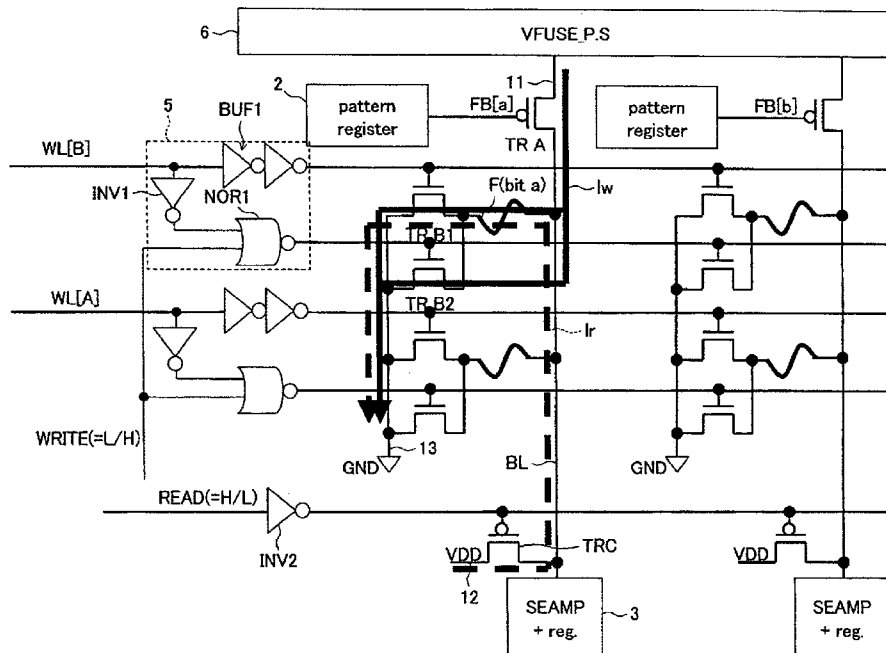 6
VFUSE_P.S
11
2
pattern
register
FB[a]
TR A
pattern
register
FB[b]
5
BUF1
WL[B]
INV1
NOR1
F(bit a)
Iw
TR B1
WL[A]
TR B2
Ir
WRITE(=L/H)
13
GND
BL
GND
READ(=H/L)
INV2
VDD
TRC
VDD
12
SEAMP
+ reg.
3
SEAMP
+ reg.